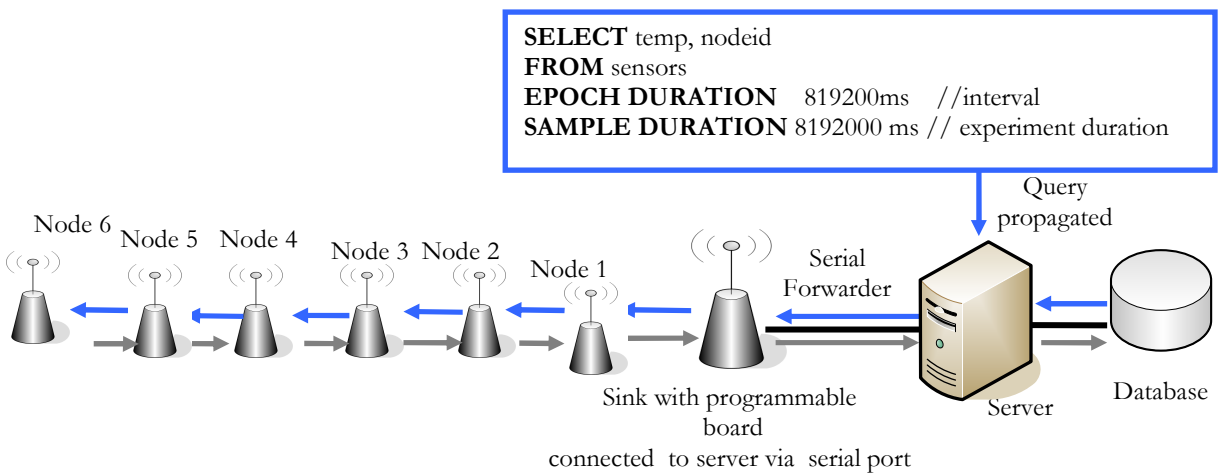 SELECT temp, nodeid
FROM sensors
EPOCH DURATION 819200ms //interval
SAMPLE DURATION 8192000 ms // experiment duration
Query
propagated
Node 6
Node 5
Node 4
Node 3
Node 2
Node 1
Serial
Forwarder
Sink with programmable
board
connected to server via serial port
Server
Database